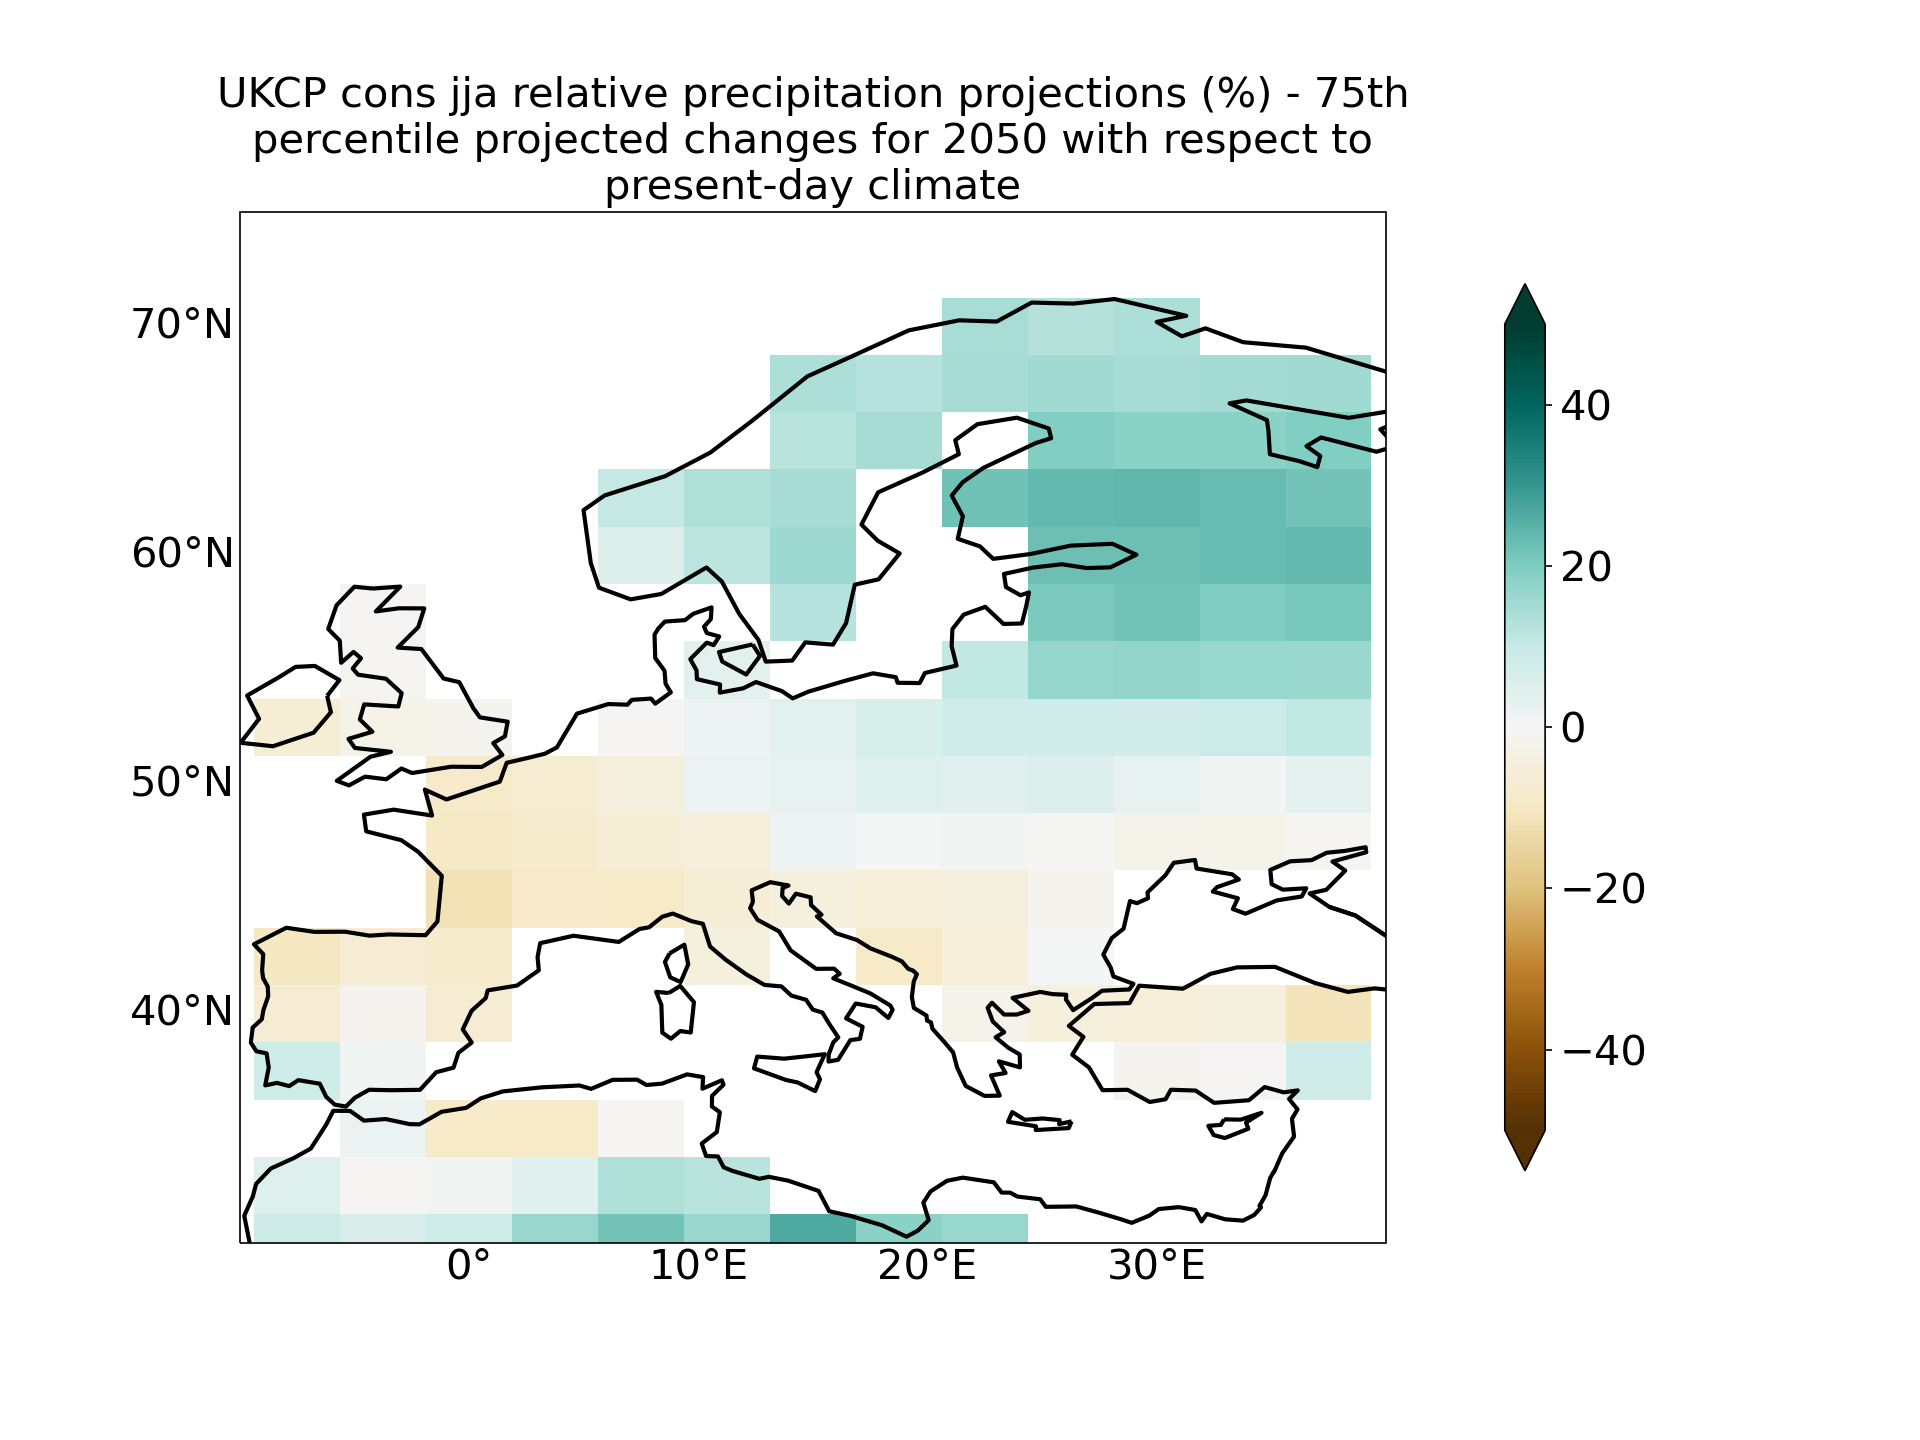 UKCP cons jja relative precipitation projections (%) - 75th
percentile projected changes for 2050 with respect to
present-day climate
70°N
60°N
50°N
40°N
0°
10°E
20°E
30°E
40
20
0
−20
−40